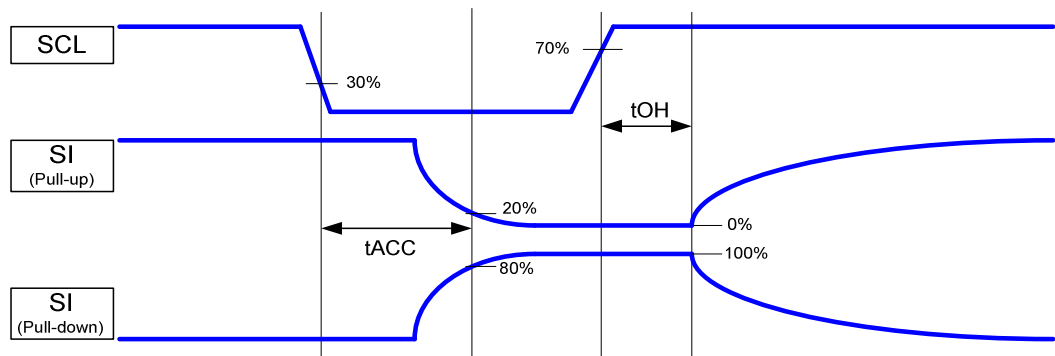 SCL
30%
70%
tOH
SI
(Pull-up)
20%
0%
tACC
80%
100%
SI
(Pull-down)